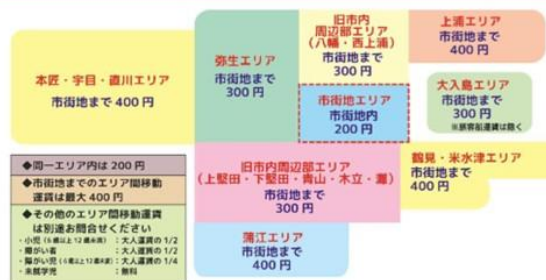 本匠・宇目・直川エリア
市街地まで 400 円
弥生エリア
市街地まで
300 円
旧市内
周辺部エリア
(八幡・西上浦)
市街地まで
300 円
上浦エリア
市街地まで
400 円
市街地エリア
市街地内
200 円
大入島エリア
市街地まで
300 円
※旅客船運賃は除く
旧市内周辺部エリア
(上堅田・下堅田・青山・木立・灘)
市街地まで
300 円
鶴見・米水津エリア
市街地まで
400 円
蒲江エリア
市街地まで
400 円
◆同一エリア内は 200 円
◆市街地までのエリア間移動
運賃は最大 400 円
◆その他のエリア間移動運賃
は別途お問合せください
・小児(6歳以上12歳未満):大人運賃の 1/2
・障がい者:大人運賃の 1/2
・障がい児(6歳以上12歳未満):大人運賃の 1/4
・未就学児:無料